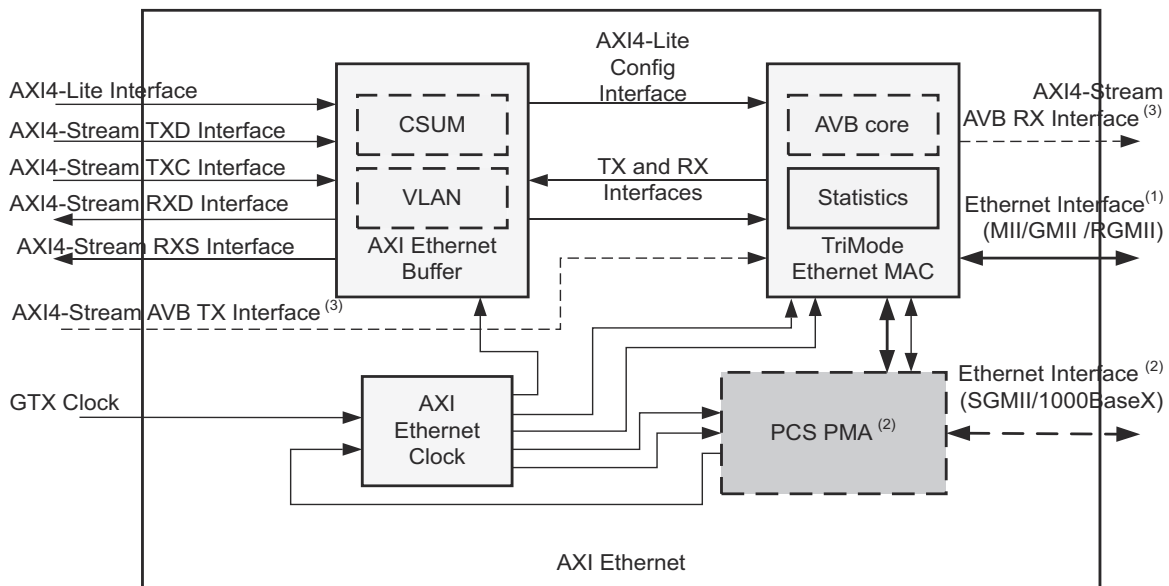 AXI4-Lite Interface
AXI4-Stream TXD Interface
AXI4-Stream TXC Interface
AXI4-Stream RXD Interface
AXI4-Stream RXS Interface
AXI4-Stream AVB TX Interface (3)
GTX Clock
CSUM
VLAN
AXI Ethernet
Buffer
AXI4-Lite
Config
Interface
TX and RX
Interfaces
AVB core
Statistics
TriMode
Ethernet MAC
AXI4-Stream
AVB RX Interface (3)
Ethernet Interface(1)
(MII/GMII /RGMII)
AXI
Ethernet
Clock
PCS PMA (2)
Ethernet Interface (2)
(SGMII/1000BaseX)
AXI Ethernet